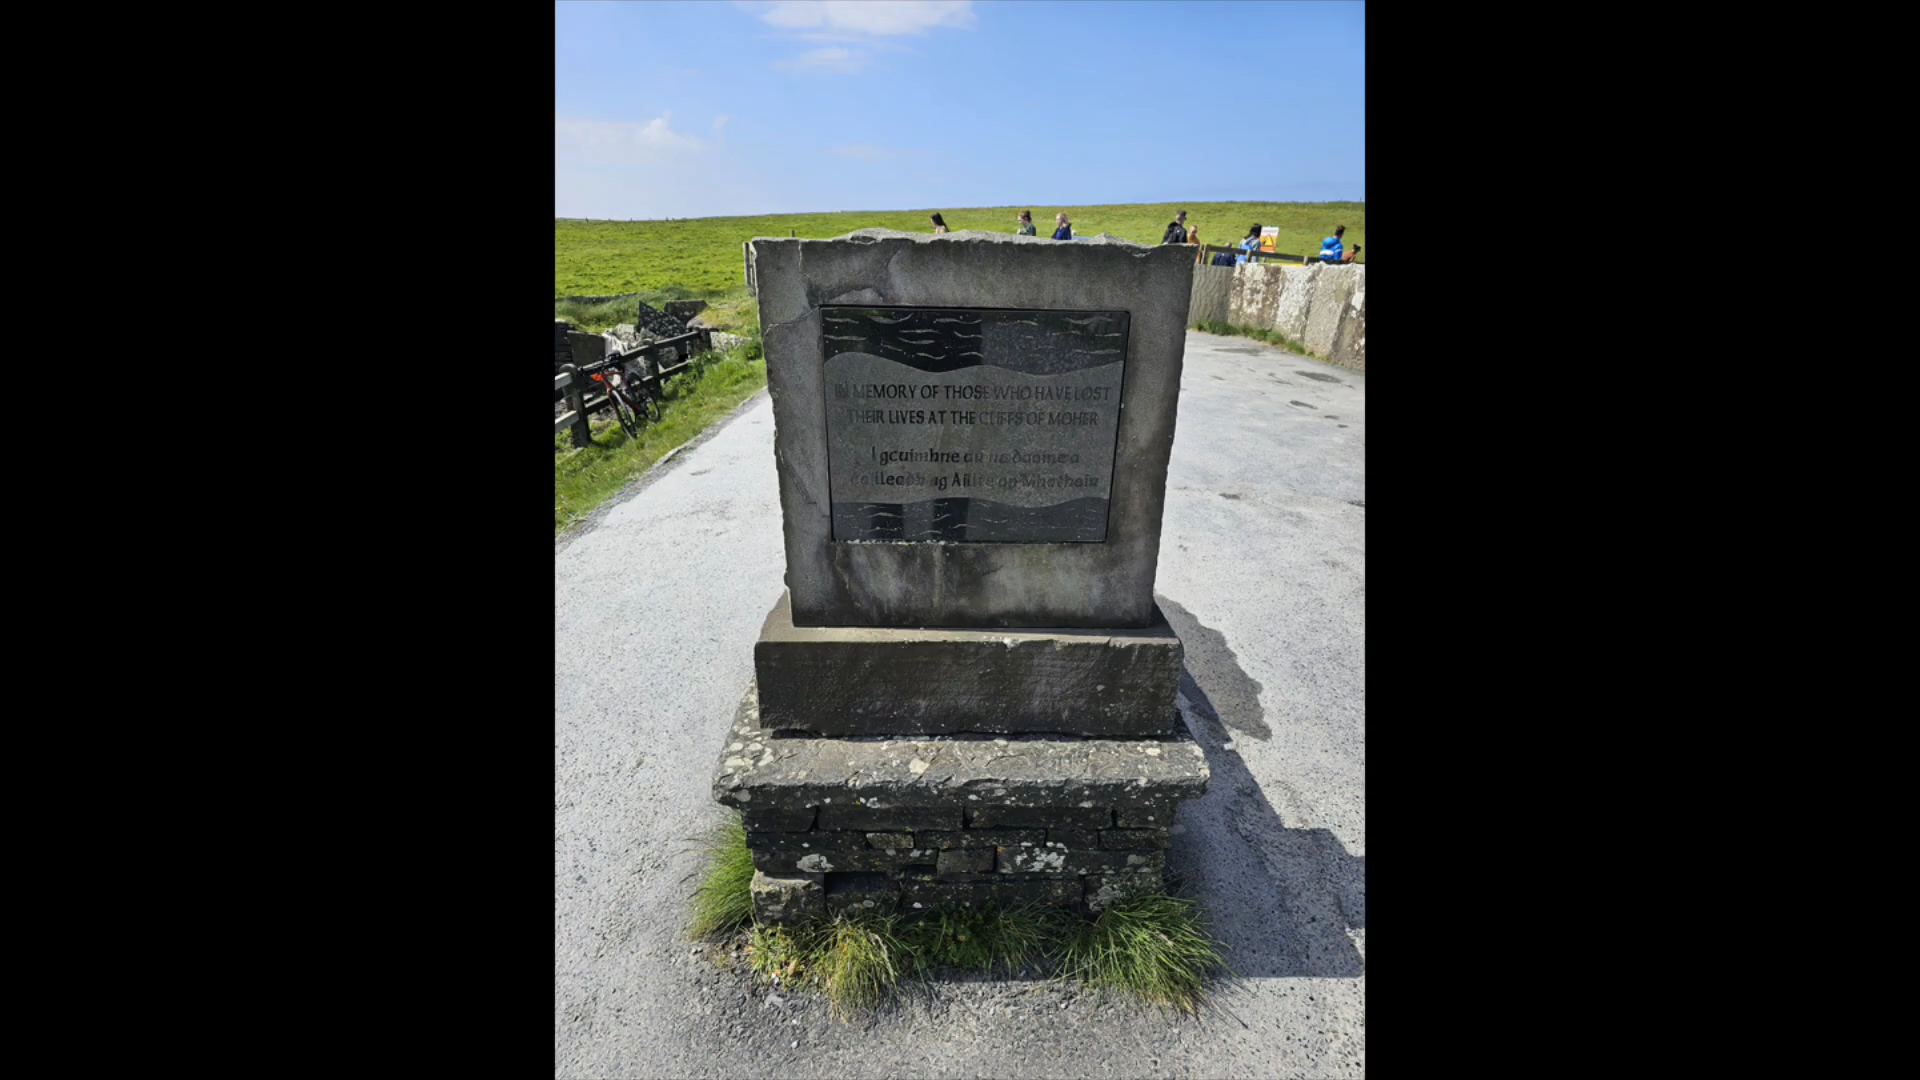 IN MEMORY OF THOSE WHO HAVE LOST
THEIR LIVES AT THE CLIFFS OF MOHER
I gcuimhne ar na daoine a
cailleadh ag Aillte an Mhothair